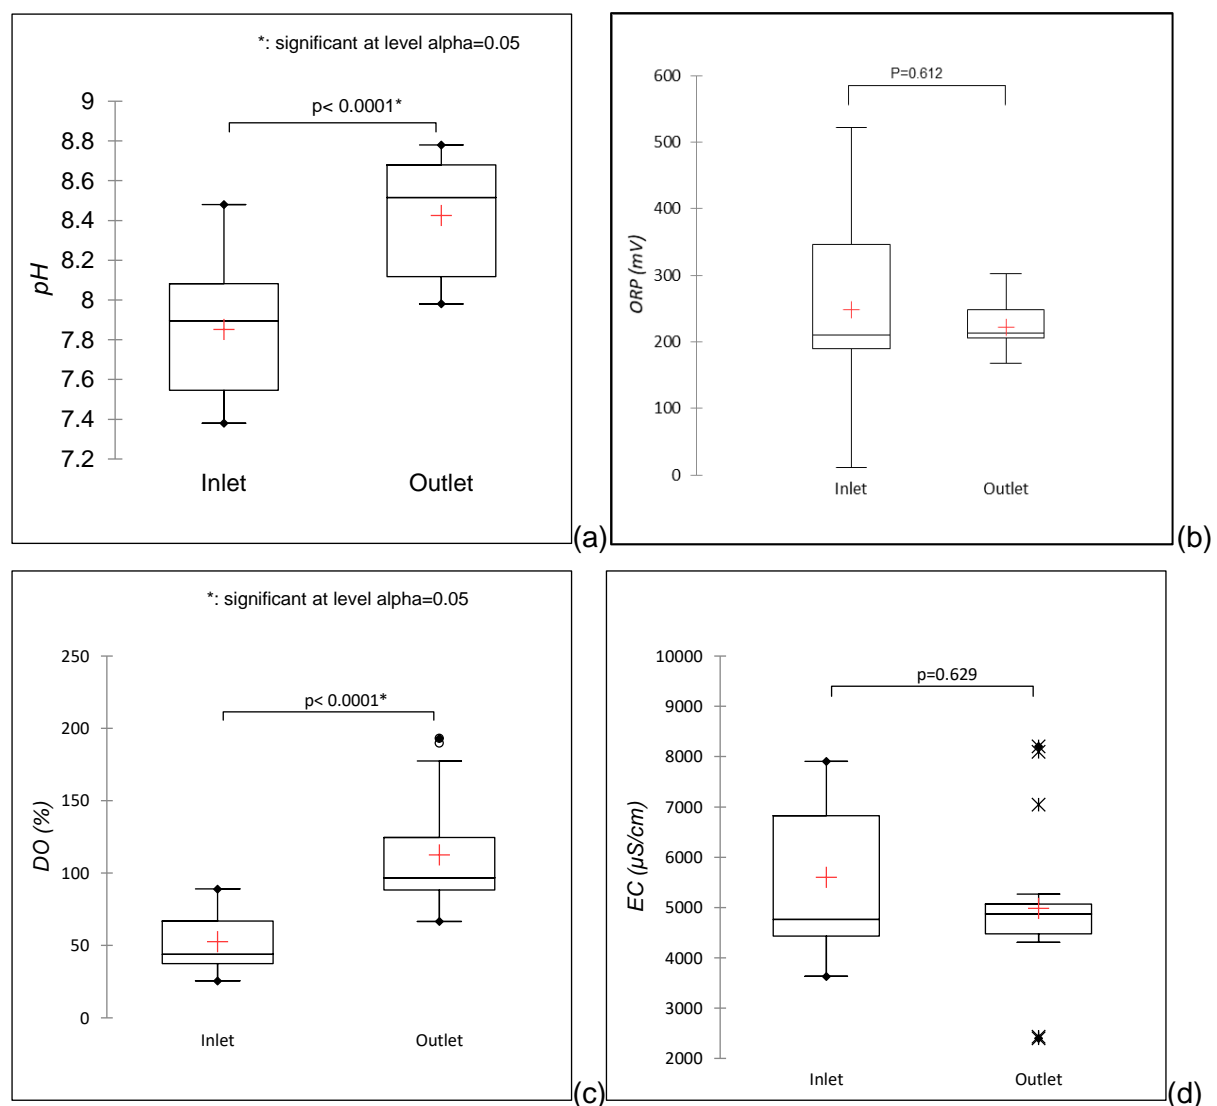 *: significant at level alpha=0.05
p< 0.0001*
9
8.8
8.6
8.4
8.2
8
7.8
7.6
7.4
7.2
pH
Inlet
Outlet
(a)
P=0.612
600
500
400
300
200
100
0
ORP (mV)
Inlet
Outlet
(b)
*: significant at level alpha=0.05
p< 0.0001*
250
200
150
100
50
0
DO (%)
Inlet
Outlet
(c)
p=0.629
10000
9000
8000
7000
6000
5000
4000
3000
2000
EC (μS/cm)
Inlet
Outlet
(d)